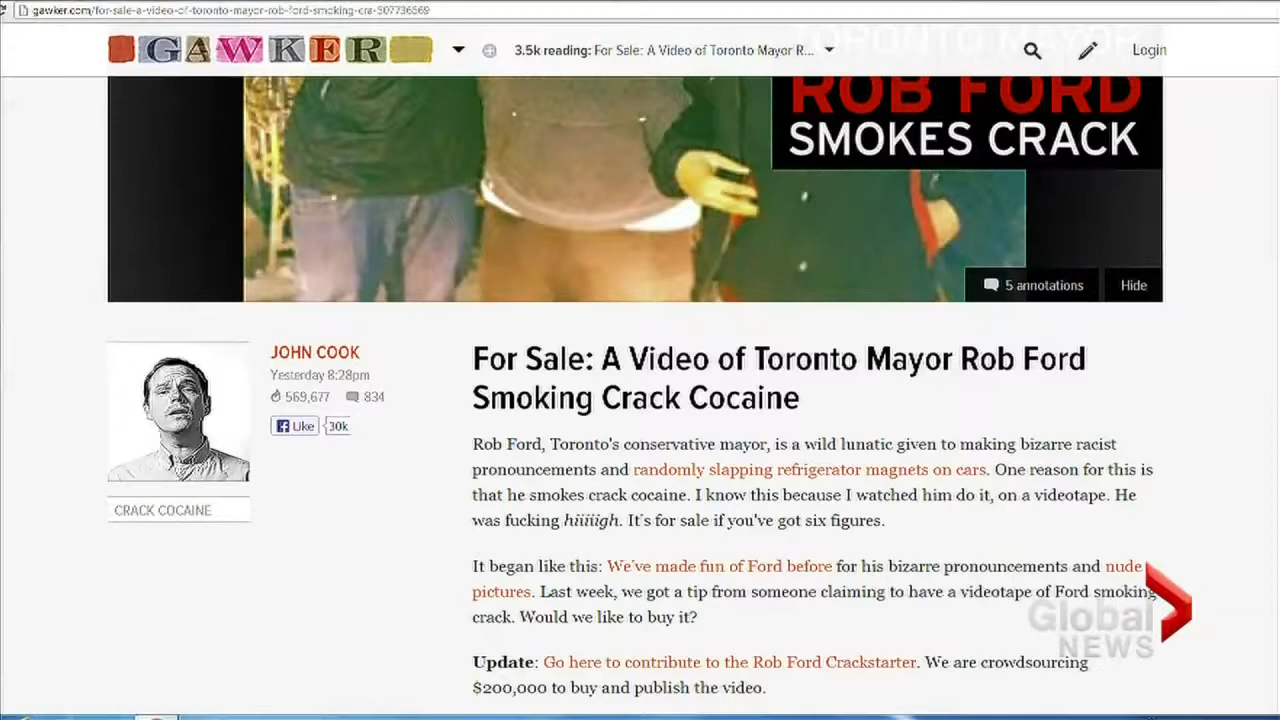 gawker.com/for-sale-a-video-of-toronto-mayor-rob-ford-smoking-cra-507736569
GAWKER
3.5k reading: For Sale: A Video of Toronto Mayor R...
Login
ROB FORD
SMOKES CRACK
5 annotations
Hide
JOHN COOK
Yesterday 8:28pm
569,677
834
Like
30k
CRACK COCAINE
For Sale: A Video of Toronto Mayor Rob Ford
Smoking Crack Cocaine
Rob Ford, Toronto's conservative mayor, is a wild lunatic given to making bizarre racist
pronouncements and randomly slapping refrigerator magnets on cars. One reason for this is
that he smokes crack cocaine. I know this because I watched him do it, on a videotape. He
was fucking hiiiiigh. It's for sale if you've got six figures.
It began like this: We've made fun of Ford before for his bizarre pronouncements and nude
pictures. Last week, we got a tip from someone claiming to have a videotape of Ford smoking
crack. Would we like to buy it?
Update: Go here to contribute to the Rob Ford Crackstarter. We are crowdsourcing
$200,000 to buy and publish the video.
Global
NEWS